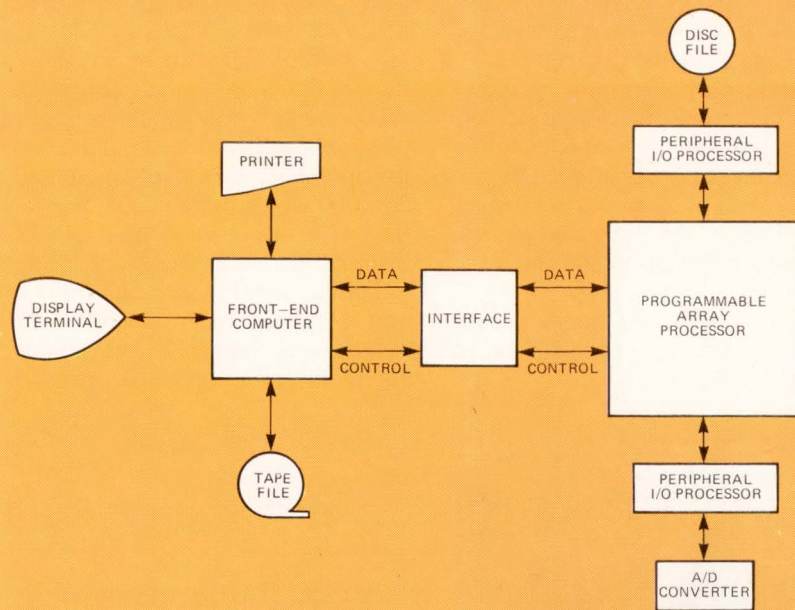 DISC
FILE
PERIPHERAL
I/O PROCESSOR
PRINTER
DISPLAY
TERMINAL
FRONT-END
COMPUTER
DATA
CONTROL
INTERFACE
DATA
CONTROL
PROGRAMMABLE
ARRAY
PROCESSOR
TAPE
FILE
PERIPHERAL
I/O PROCESSOR
A/D
CONVERTER